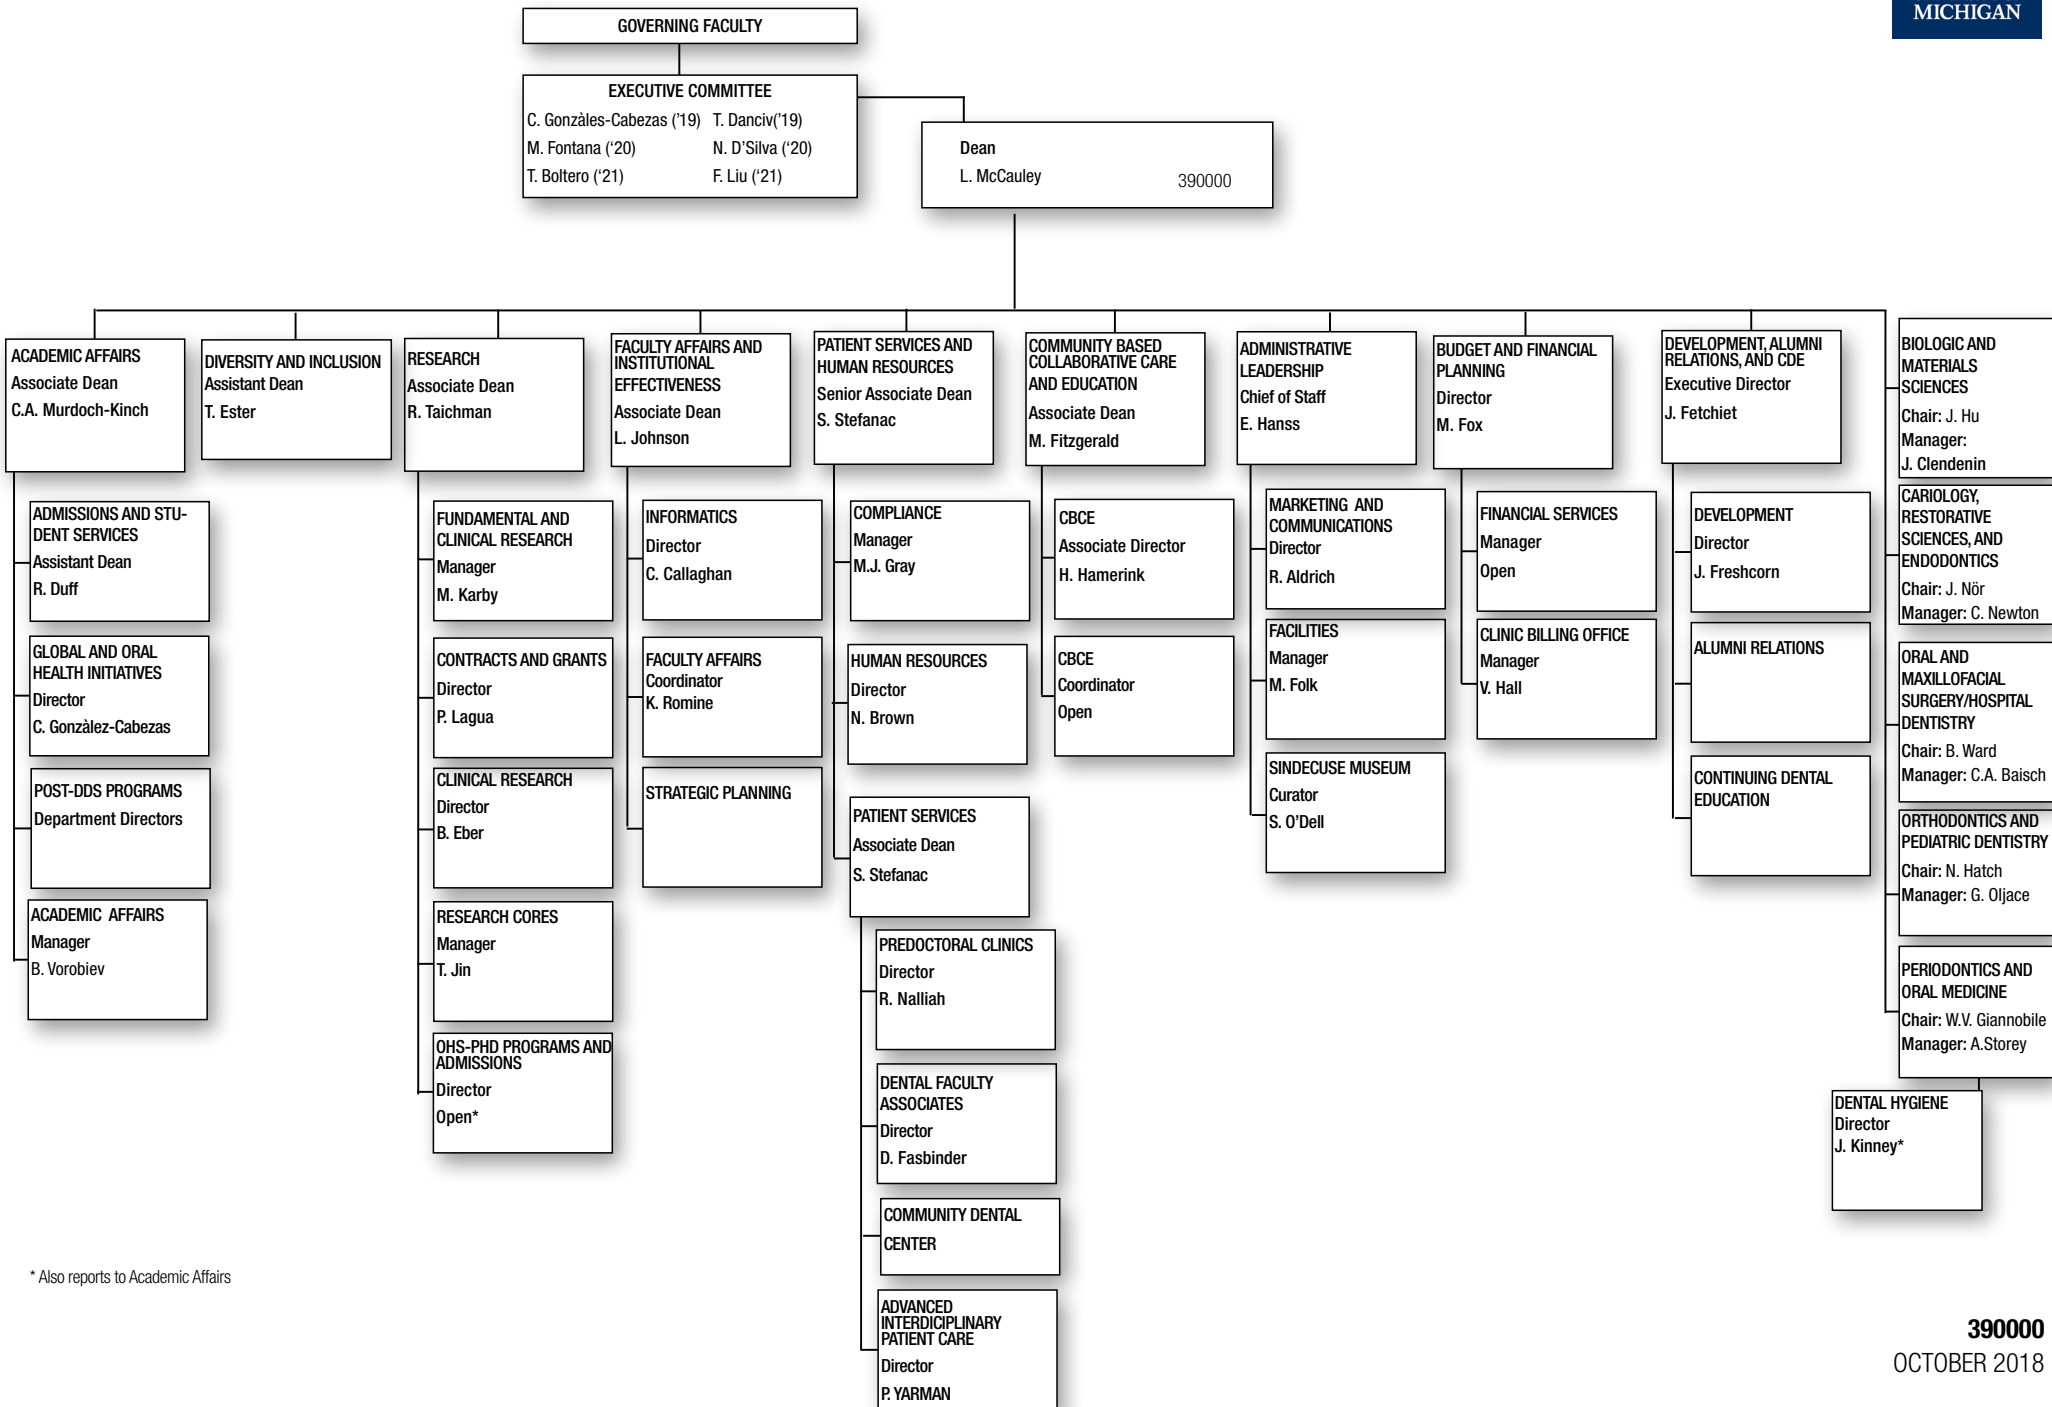 MICHIGAN
GOVERNING FACULTY
EXECUTIVE COMMITTEE
C. Gonzàles-Cabezas ('19) T. Danciv('19)
M. Fontana (‘20) N. D’Silva (‘20)
T. Boltero (‘21) F. Liu (‘21)
Dean
L. McCauley 390000
ACADEMIC AFFAIRS
Associate Dean
C.A. Murdoch-Kinch
ADMISSIONS AND STU-
DENT SERVICES
Assistant Dean
R. Duff
GLOBAL AND ORAL
HEALTH INITIATIVES
Director
C. Gonzàlez-Cabezas
POST-DDS PROGRAMS
Department Directors
ACADEMIC AFFAIRS
Manager
B. Vorobiev
DIVERSITY AND INCLUSION
Assistant Dean
T. Ester
RESEARCH
Associate Dean
R. Taichman
FUNDAMENTAL AND
CLINICAL RESEARCH
Manager
M. Karby
CONTRACTS AND GRANTS
Director
P. Lagua
CLINICAL RESEARCH
Director
B. Eber
RESEARCH CORES
Manager
T. Jin
OHS-PHD PROGRAMS AND
ADMISSIONS
Director
Open*
FACULTY AFFAIRS AND
INSTITUTIONAL
EFFECTIVENESS
Associate Dean
L. Johnson
INFORMATICS
Director
C. Callaghan
FACULTY AFFAIRS
Coordinator
K. Romine
STRATEGIC PLANNING
PATIENT SERVICES AND
HUMAN RESOURCES
Senior Associate Dean
S. Stefanac
COMPLIANCE
Manager
M.J. Gray
HUMAN RESOURCES
Director
N. Brown
PATIENT SERVICES
Associate Dean
S. Stefanac
PREDOCTORAL CLINICS
Director
R. Nalliah
DENTAL FACULTY
ASSOCIATES
Director
D. Fasbinder
COMMUNITY DENTAL
CENTER
ADVANCED
INTERDICIPLINARY
PATIENT CARE
Director
P. YARMAN
COMMUNITY BASED
COLLABORATIVE CARE
AND EDUCATION
Associate Dean
M. Fitzgerald
CBCE
Associate Director
H. Hamerink
CBCE
Coordinator
Open
ADMINISTRATIVE
LEADERSHIP
Chief of Staff
E. Hanss
MARKETING AND
COMMUNICATIONS
Director
R. Aldrich
FACILITIES
Manager
M. Folk
SINDECUSE MUSEUM
Curator
S. O’Dell
BUDGET AND FINANCIAL
PLANNING
Director
M. Fox
FINANCIAL SERVICES
Manager
Open
CLINIC BILLING OFFICE
Manager
V. Hall
DEVELOPMENT, ALUMNI
RELATIONS, AND CDE
Executive Director
J. Fetchiet
DEVELOPMENT
Director
J. Freshcorn
ALUMNI RELATIONS
CONTINUING DENTAL
EDUCATION
BIOLOGIC AND
MATERIALS
SCIENCES
Chair: J. Hu
Manager:
J. Clendenin
CARIOLOGY,
RESTORATIVE
SCIENCES, AND
ENDODONTICS
Chair: J. Nör
Manager: C. Newton
ORAL AND
MAXILLOFACIAL
SURGERY/HOSPITAL
DENTISTRY
Chair: B. Ward
Manager: C.A. Baisch
ORTHODONTICS AND
PEDIATRIC DENTISTRY
Chair: N. Hatch
Manager: G. Oljace
PERIODONTICS AND
ORAL MEDICINE
Chair: W.V. Giannobile
Manager: A.Storey
DENTAL HYGIENE
Director
J. Kinney*
* Also reports to Academic Affairs
390000
OCTOBER 2018